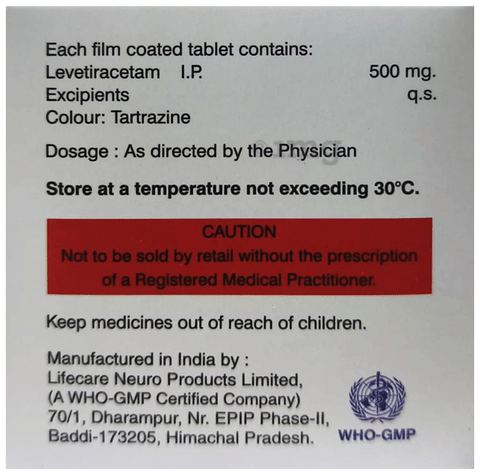 Each film coated tablet contains:
Levetiracetam I.P. 500 mg.
Excipients q.s.
Colour: Tartrazine
Dosage : As directed by the Physician
Store at a temperature not exceeding 30°C.
CAUTION
Not to be sold by retail without the prescription
of a Registered Medical Practitioner.
Keep medicines out of reach of children.
Manufactured in India by :
Lifecare Neuro Products Limited,
(A WHO-GMP Certified Company)
70/1, Dharampur, Nr. EPIP Phase-II,
Baddi-173205, Himachal Pradesh.
WHO-GMP